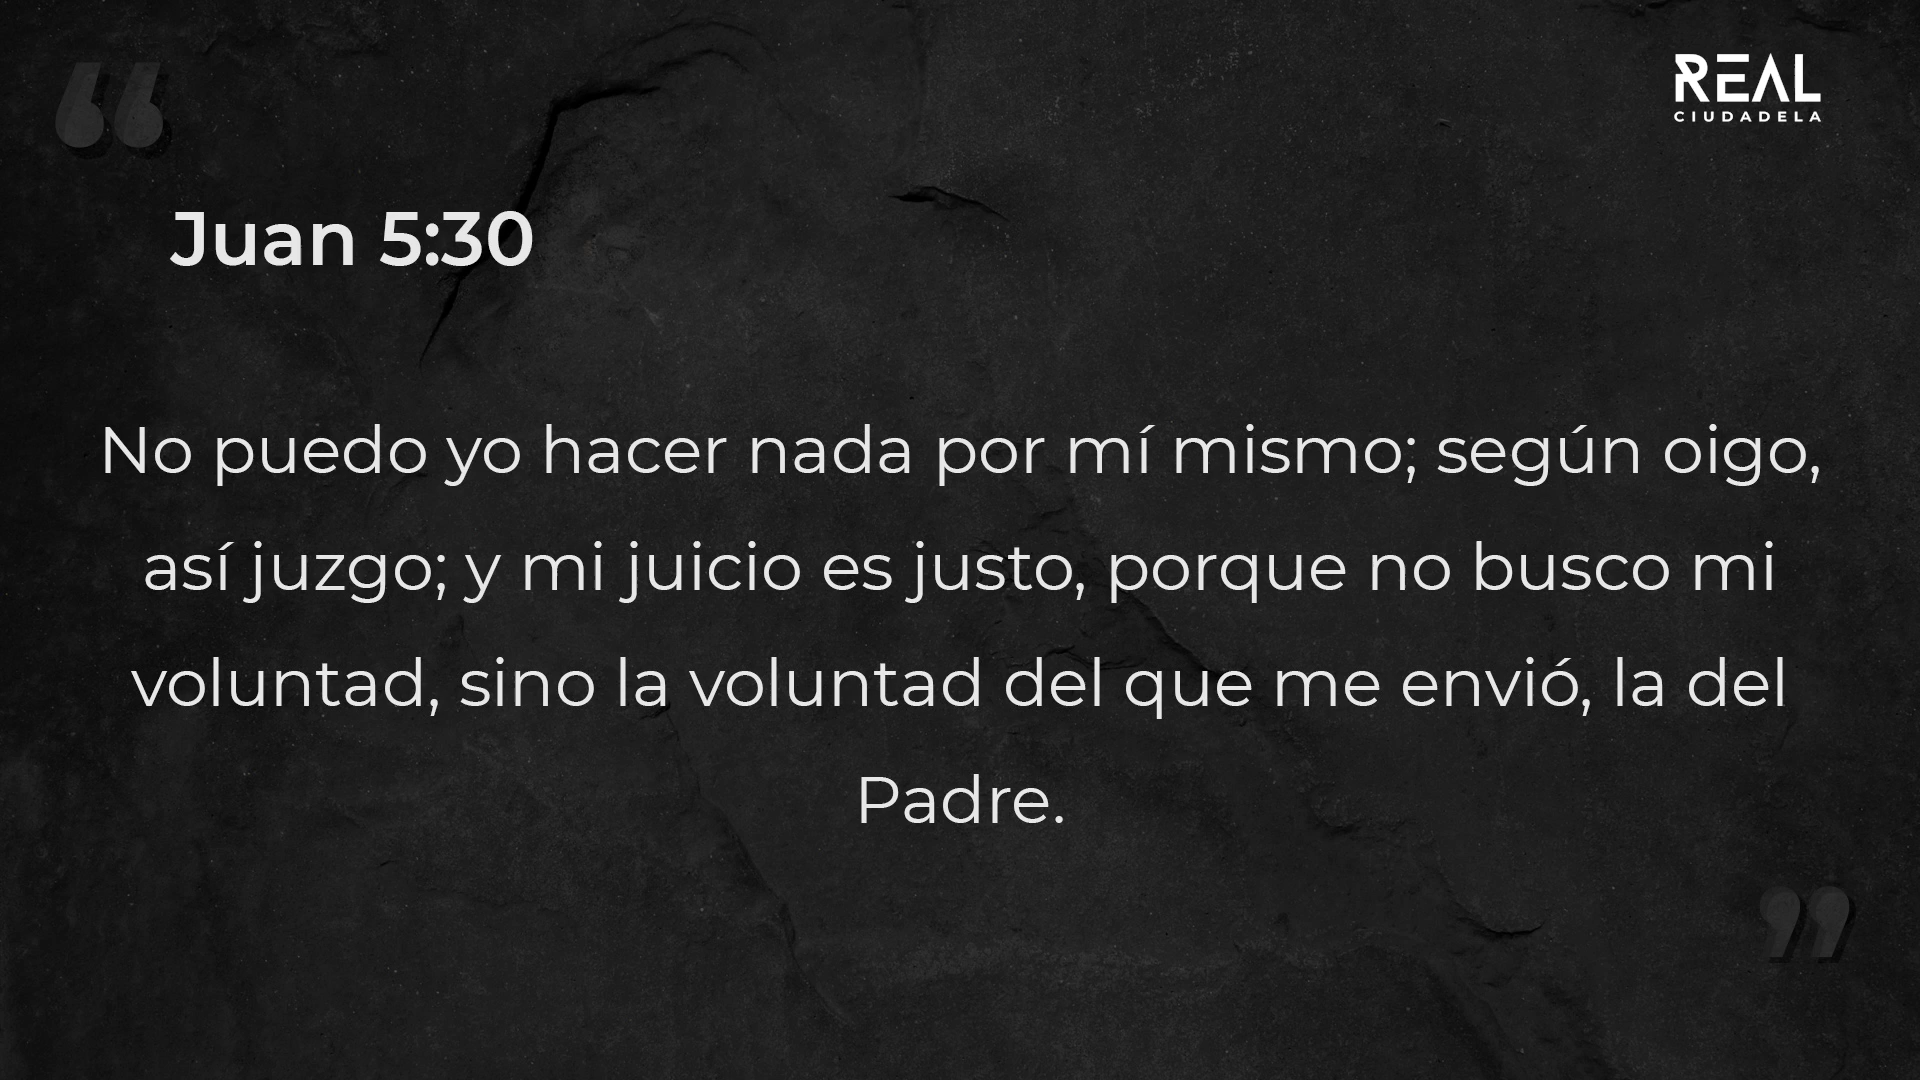 REAL
CIUDADELA
Juan 5:30
No puedo yo hacer nada por mí mismo; según oigo,
así juzgo; y mi juicio es justo, porque no busco mi
voluntad, sino la voluntad del que me envió, la del
Padre.